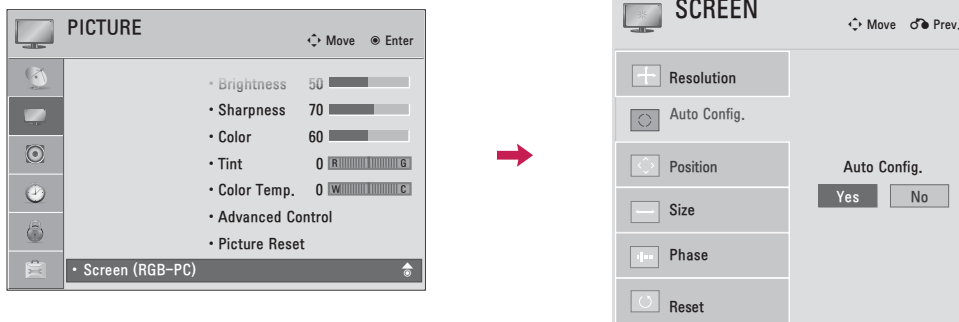 PICTURE
Move Enter
• Brightness 50
• Sharpness 70
• Color 60
• Tint 0 R G
• Color Temp. 0 W C
• Advanced Control
• Picture Reset
• Screen (RGB-PC)
SCREEN
Move Prev.
Resolution
Auto Config.
Position
Size
Phase
Reset
Auto Config.
Yes No